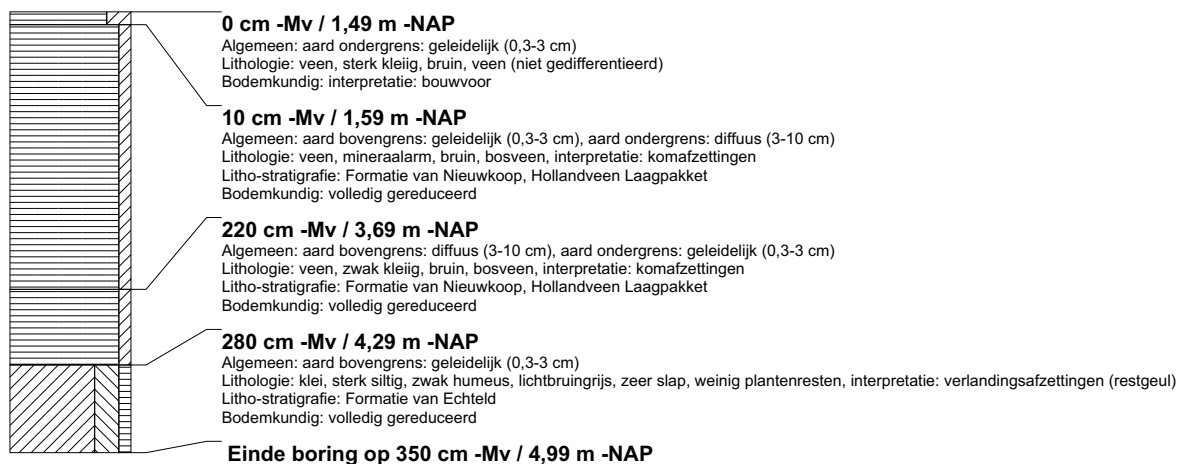 0 cm -Mv / 1,49 m -NAP
Algemeen: aard ondergrens: geleidelijk (0,3-3 cm)
Lithologie: veen, sterk kleiig, bruin, veen (niet gedifferentieerd)
Bodemkundig: interpretatie: bouwvoor
10 cm -Mv / 1,59 m -NAP
Algemeen: aard bovengrens: geleidelijk (0,3-3 cm), aard ondergrens: diffuus (3-10 cm)
Lithologie: veen, mineraalarm, bruin, bosveen, interpretatie: komafzettingen
Litho-stratigrafie: Formatie van Nieuwkoop, Hollandveen Laagpakket
Bodemkundig: volledig gereduceerd
220 cm -Mv / 3,69 m -NAP
Algemeen: aard bovengrens: diffuus (3-10 cm), aard ondergrens: geleidelijk (0,3-3 cm)
Lithologie: veen, zwak kleiig, bruin, bosveen, interpretatie: komafzettingen
Litho-stratigrafie: Formatie van Nieuwkoop, Hollandveen Laagpakket
Bodemkundig: volledig gereduceerd
280 cm -Mv / 4,29 m -NAP
Algemeen: aard bovengrens: geleidelijk (0,3-3 cm)
Lithologie: klei, sterk siltig, zwak humeus, lichtbruingrijs, zeer slap, weinig plantenresten, interpretatie: verlandingsafzettingen (restgeul)
Litho-stratigrafie: Formatie van Echteld
Bodemkundig: volledig gereduceerd
Einde boring op 350 cm -Mv / 4,99 m -NAP